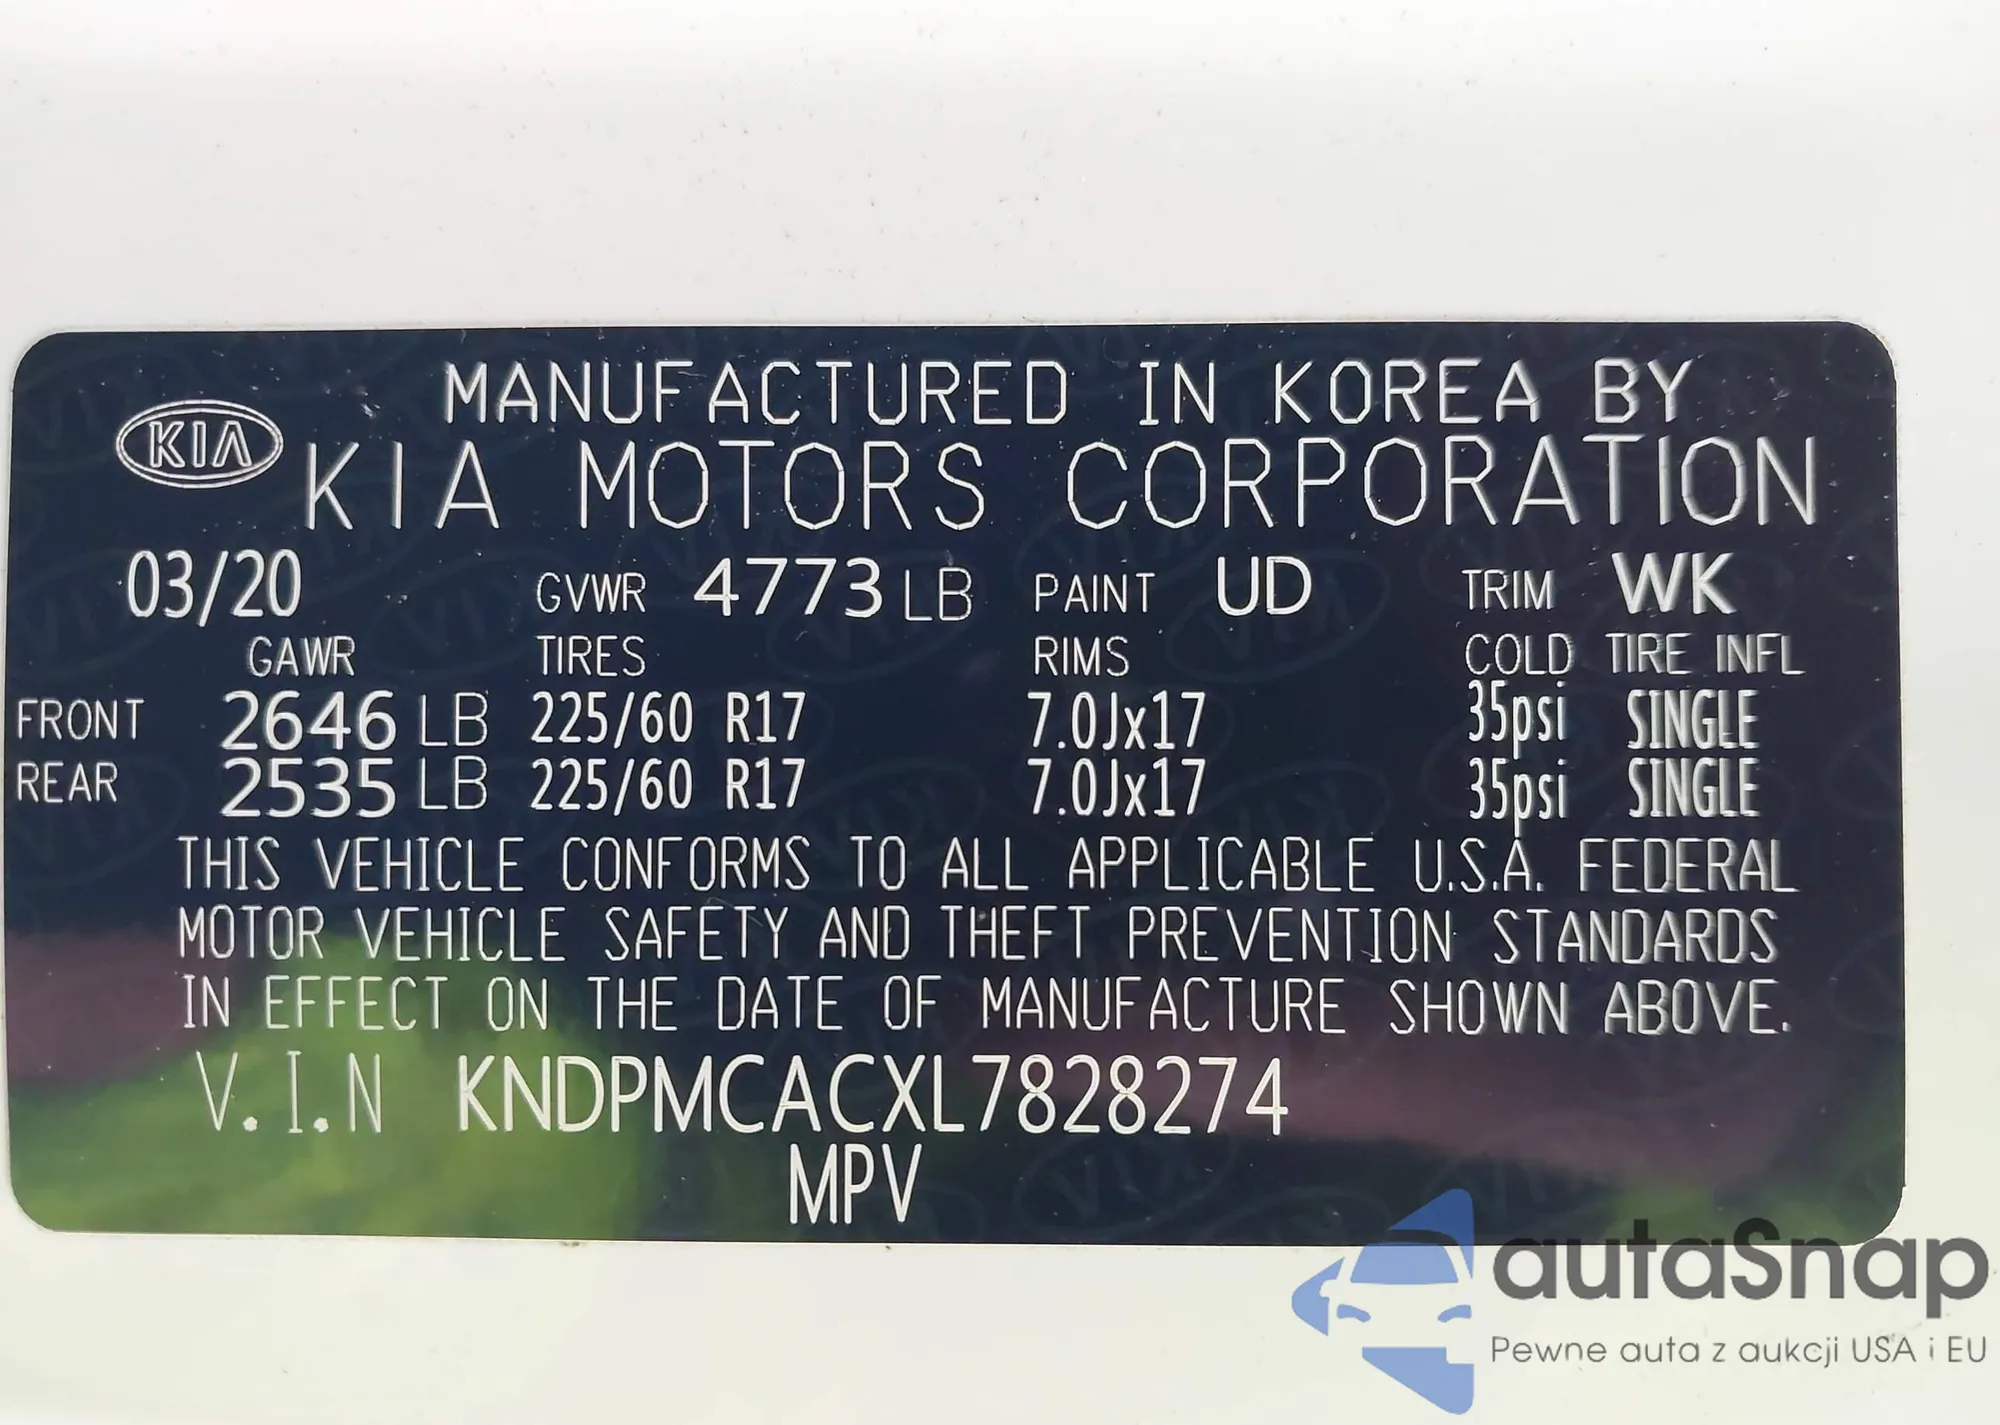 MANUFACTURED IN KOREA BY
KIA KIA MOTORS CORPORATION
03/20 GVWR 4773 LB PAINT UD TRIM WK
GAWR TIRES RIMS COLD TIRE INFL
FRONT 2646 LB 225/60 R17 7.0Jx17 35psi SINGLE
REAR 2535 LB 225/60 R17 7.0Jx17 35psi SINGLE
THIS VEHICLE CONFORMS TO ALL APPLICABLE U.S.A. FEDERAL
MOTOR VEHICLE SAFETY AND THEFT PREVENTION STANDARDS
IN EFFECT ON THE DATE OF MANUFACTURE SHOWN ABOVE.
V.I.N KNDPMCACXL7828274
MPV
autaSnap
Pewne auta z aukcji USA i EU